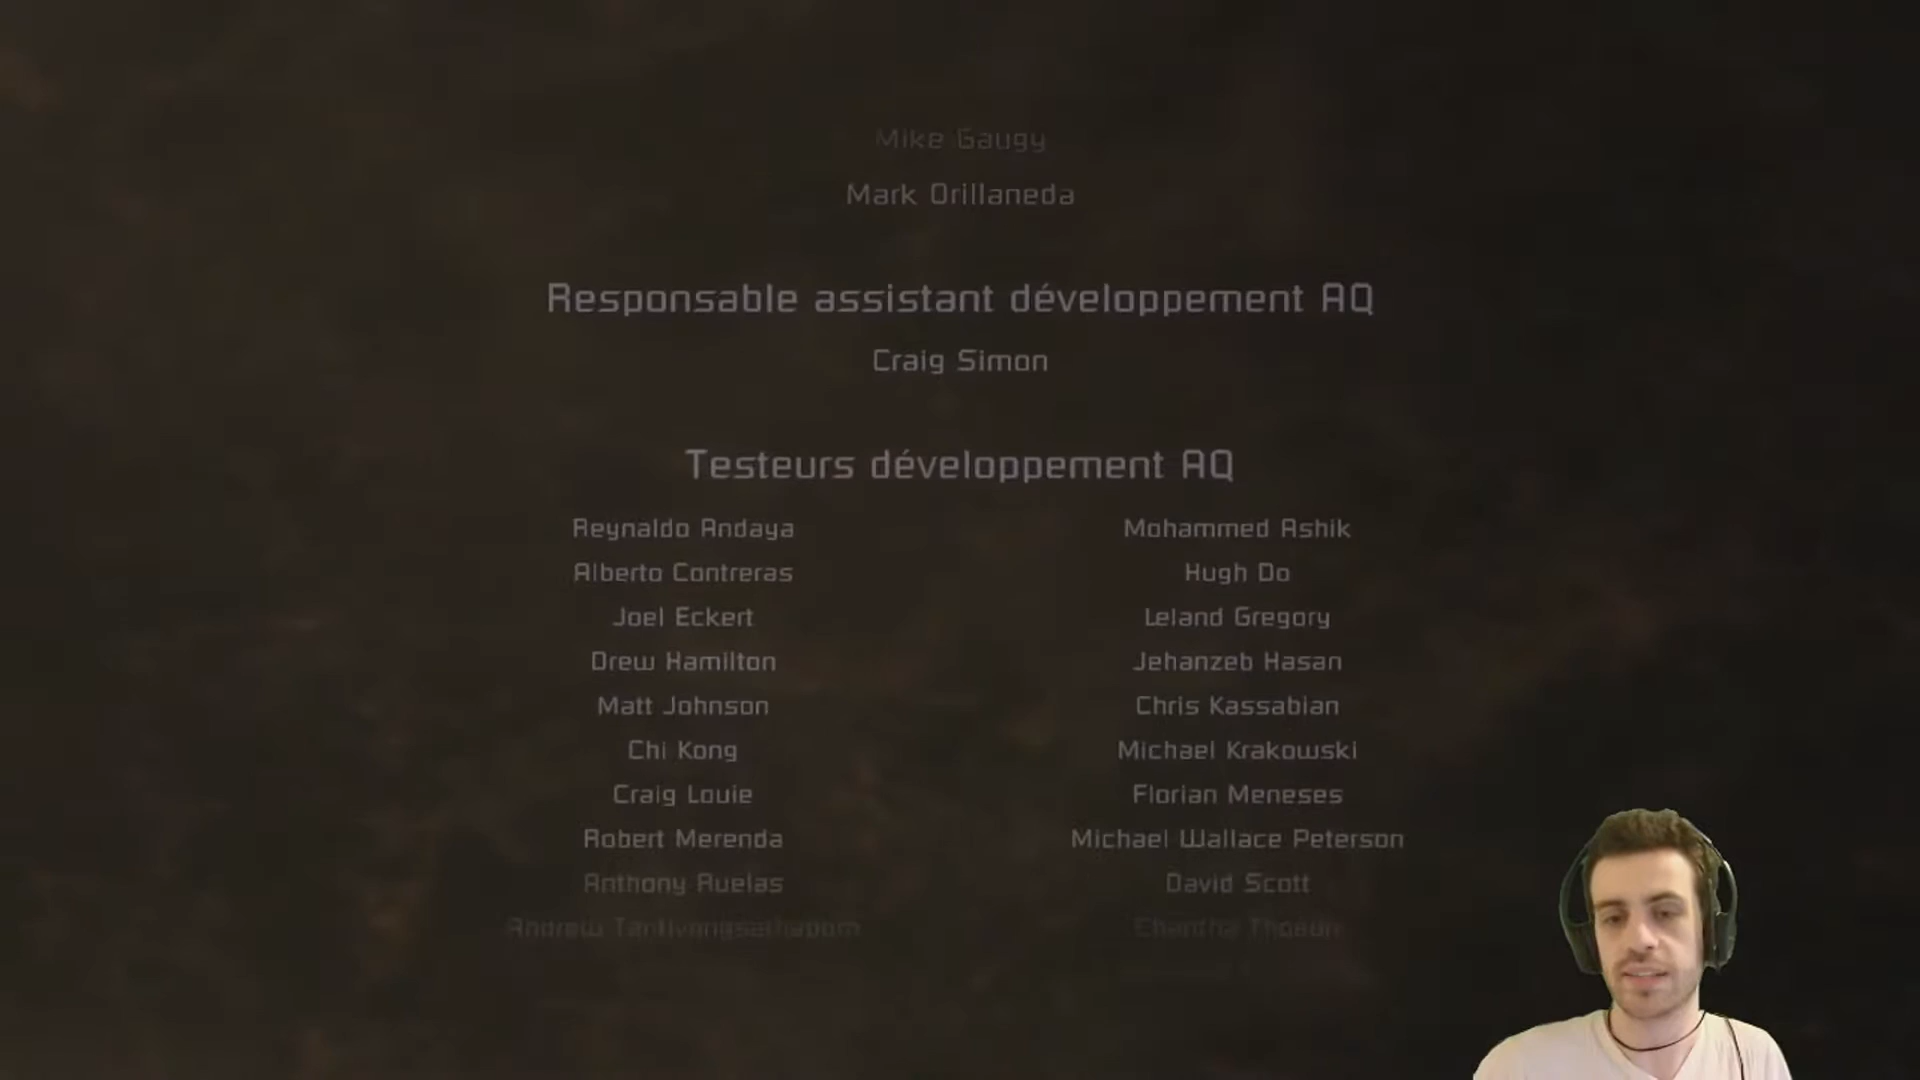 Mike Gaugy
Mark Orillaneda
Responsable assistant développement AQ
Craig Simon
Testeurs développement AQ
Reynaldo Andaya
Mohammed Ashik
Alberto Contreras
Hugh Do
Joel Eckert
Leland Gregory
Drew Hamilton
Jehanzeb Hasan
Matt Johnson
Chris Kassabian
Chi Kong
Michael Krakowski
Craig Louie
Florian Meneses
Robert Merenda
Michael Wallace Peterson
Anthony Ruelas
David Scott
Andrew
Chantha